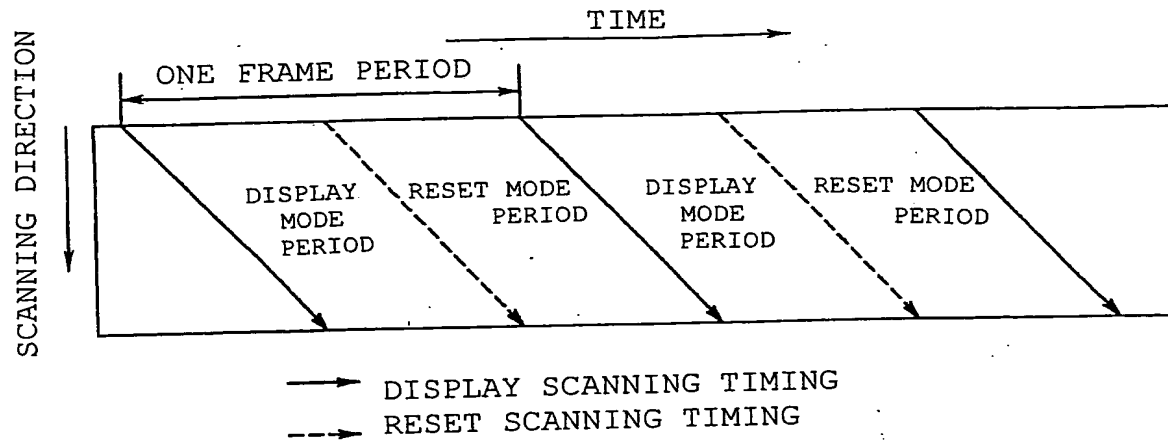 TIME
ONE FRAME PERIOD
SCANNING DIRECTION
DISPLAY
MODE
PERIOD
RESET MODE
PERIOD
DISPLAY
MODE
PERIOD
RESET MODE
PERIOD
DISPLAY SCANNING TIMING
RESET SCANNING TIMING